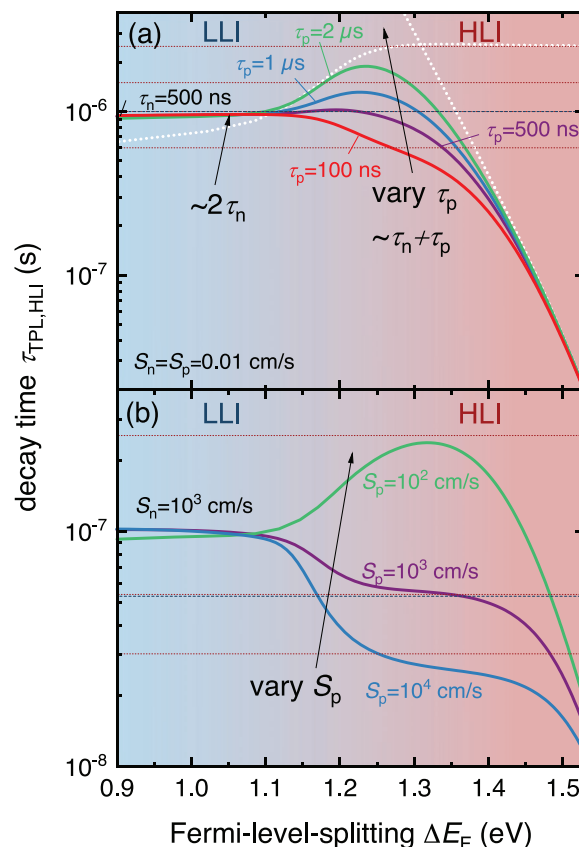 (a) LLI HLI
τp=2 μs
τp=1 μs
10⁻⁶
τn=500 ns
τp=500 ns
τp=100 ns
vary τp
~2τn
~τn+τp
10⁻⁷
Sn=Sp=0.01 cm/s
decay time τTPL,HLI (s)
(b) LLI HLI
Sn=10³ cm/s
Sp=10² cm/s
10⁻⁷
Sp=10³ cm/s
vary Sp
Sp=10⁴ cm/s
10⁻⁸
0.9 1.0 1.1 1.2 1.3 1.4 1.5
Fermi-level-splitting ΔEF (eV)